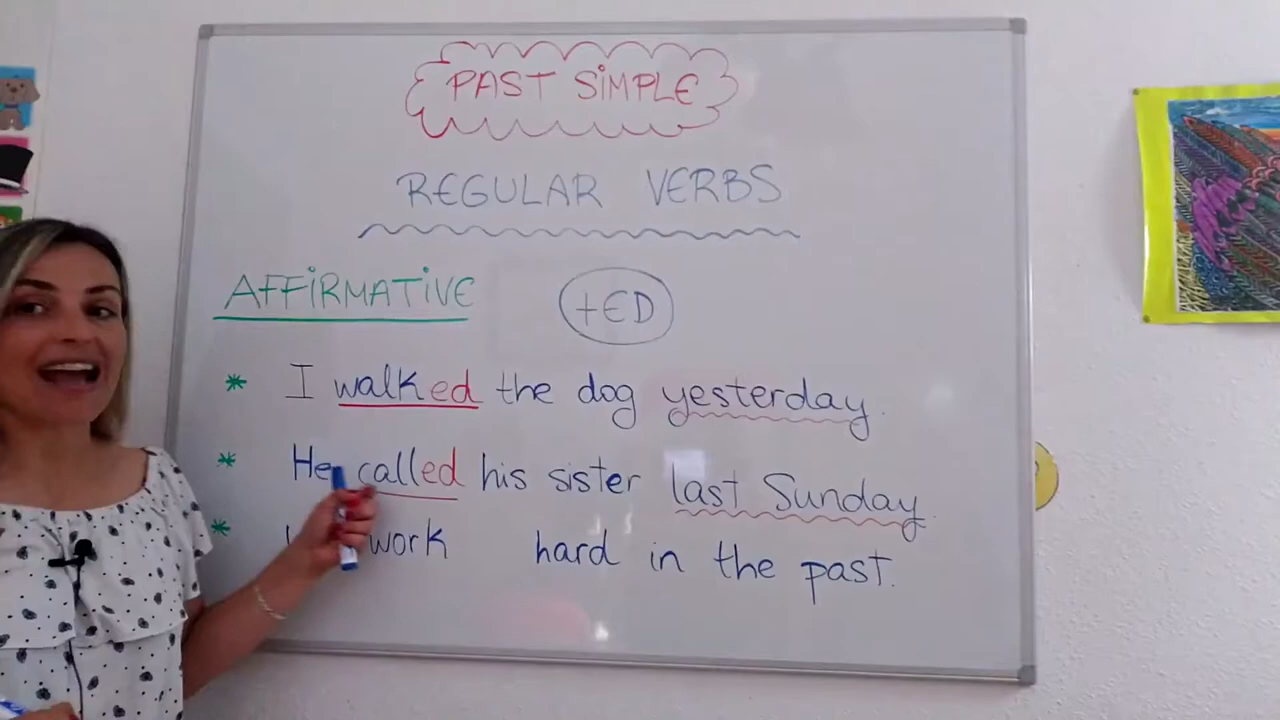 PAST SiMPLE
REGULAR VERBS
AFFiRMATiVE +ED
* I walked the dog yesterday.
* He called his sister last Sunday.
* work hard in the past.